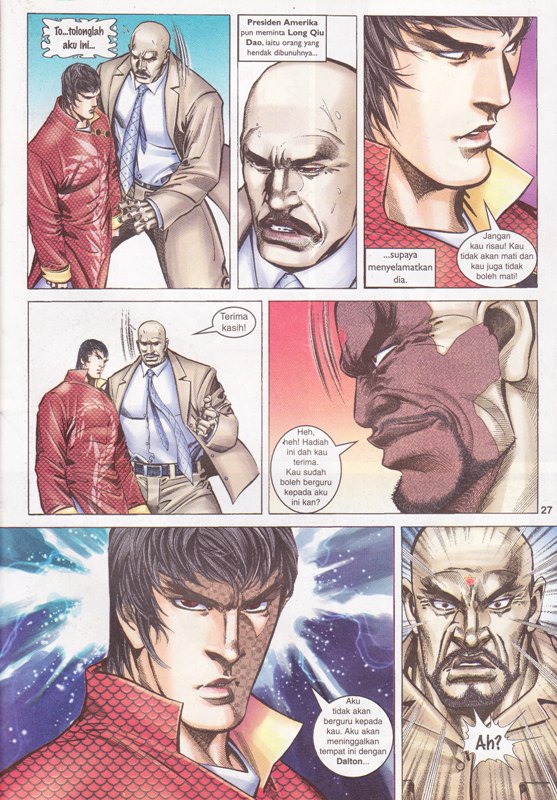 To...tolonglah
aku ini...
Presiden Amerika
pun meminta Long Qiu
Dao, iaitu orang yang
hendak dibunuhnya...
...supaya
menyelamatkan
dia.
Jangan
kau risau! Kau
tidak akan mati dan
kau juga tidak
boleh mati!
Terima
kasih!
Heh,
heh! Hadiah
ini dah kau
terima.
Kau sudah
boleh berguru
kepada aku
ini kan?
27
Aku
tidak akan
berguru kepada
kau. Aku akan
meninggalkan
tempat ini dengan
Dalton...
Ah?